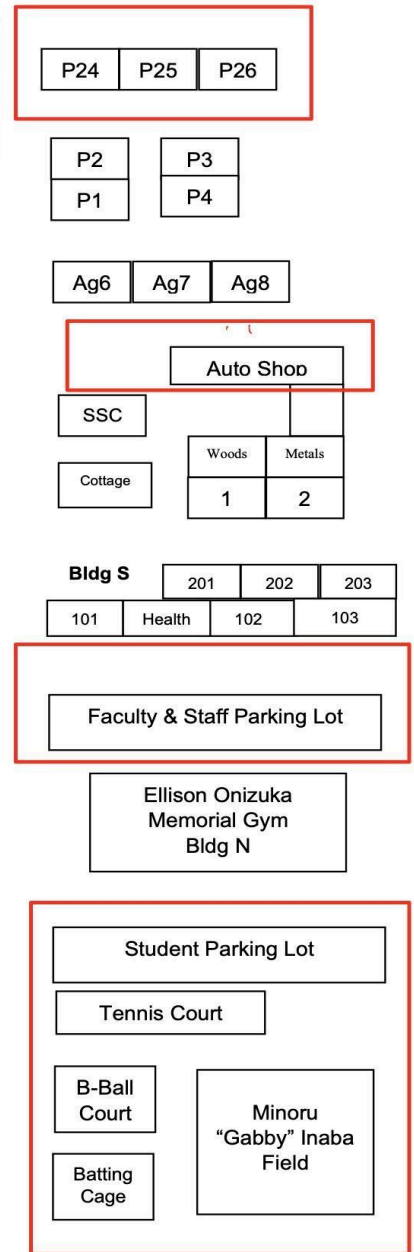 P24 P25 P26
P2 P3
P1 P4
Ag6 Ag7 Ag8
Auto Shop
SSC
Woods Metals
Cottage
1 2
Bldg S
201 202 203
101 Health 102 103
Faculty & Staff Parking Lot
Ellison Onizuka
Memorial Gym
Bldg N
Student Parking Lot
Tennis Court
B-Ball
Court
Minoru
“Gabby” Inaba
Field
Batting
Cage